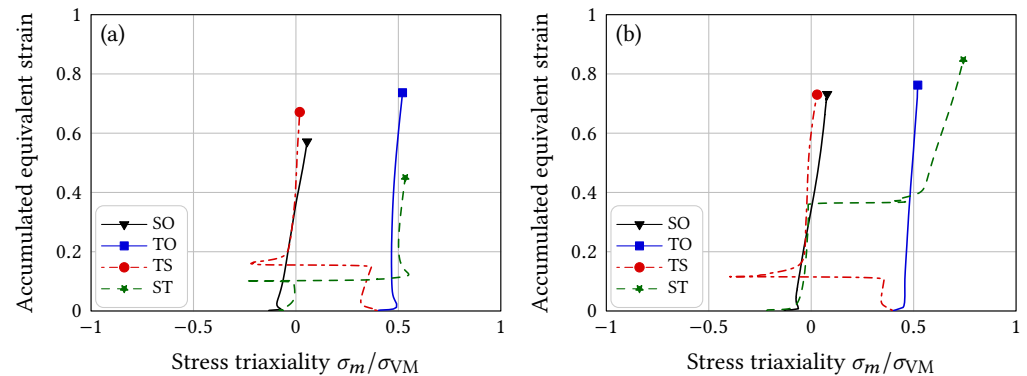 (a)
Accumulated equivalent strain
1
0.8
0.6
0.4
0.2
0
SO
TO
TS
ST
−1
−0.5
0
0.5
1
Stress triaxiality σm/σVM
(b)
Accumulated equivalent strain
1
0.8
0.6
0.4
0.2
0
SO
TO
TS
ST
−1
−0.5
0
0.5
1
Stress triaxiality σm/σVM